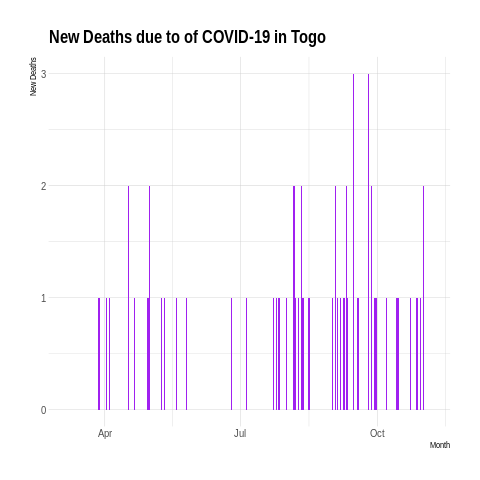 New Deaths due to of COVID-19 in Togo
New Deaths
3
2
1
0
Apr
Jul
Oct
Month